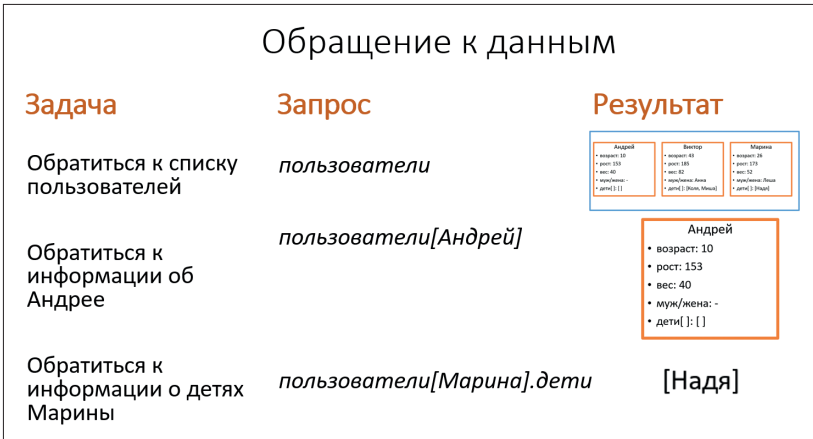 Обращение к данным
Задача
Запрос
Результат
Обратиться к списку
пользователей
пользователи
Андрей
• возраст: 10
• рост: 153
• вес: 40
• муж/жена: -
• дети[ ]: [ ]
Виктор
• возраст: 43
• рост: 185
• вес: 82
• муж/жена: Анна
• дети[ ]: [Коля, Миша]
Марина
• возраст: 26
• рост: 173
• вес: 52
• муж/жена: Леша
• дети[ ]: [Надя]
Обратиться к
информации об
Андрее
пользователи[Андрей]
Андрей
• возраст: 10
• рост: 153
• вес: 40
• муж/жена: -
• дети[ ]: [ ]
Обратиться к
информации о детях
Марины
пользователи[Марина].дети
[Надя]